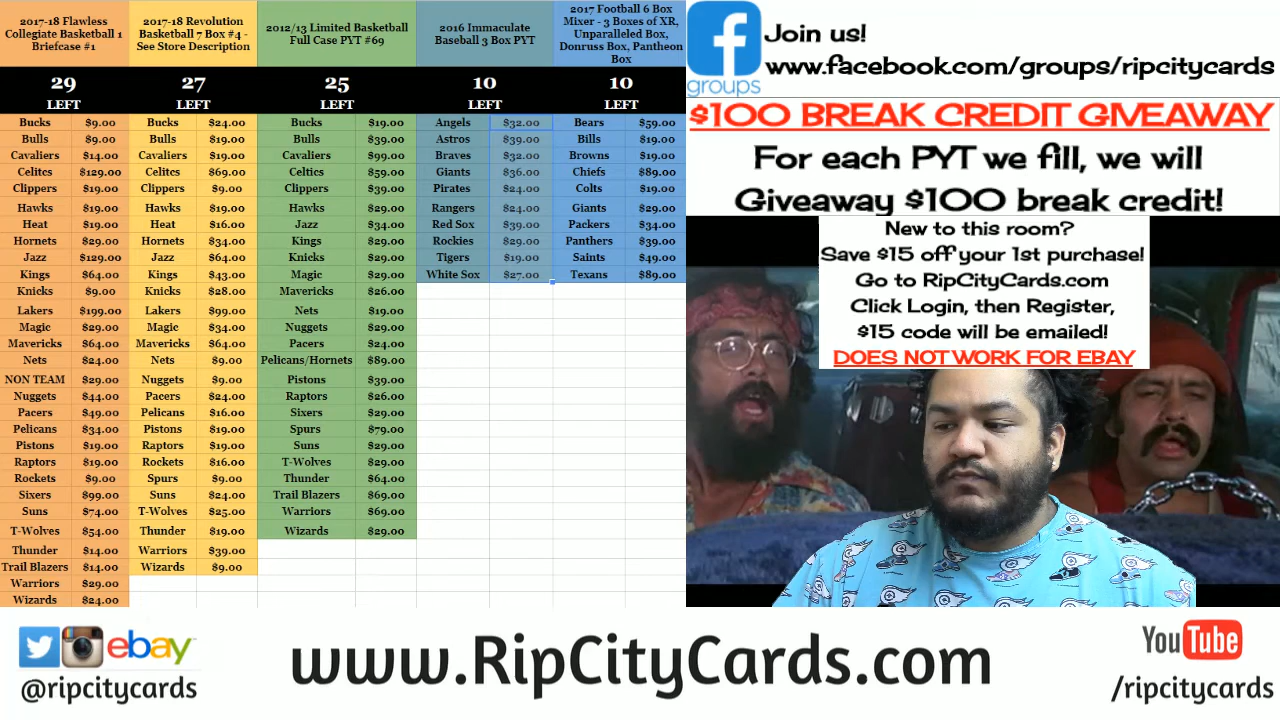 2017-18 Flawless
Collegiate Basketball 1
Briefcase #1
29
LEFT
Bucks $9.00
Bulls $9.00
Cavaliers $14.00
Celitcs $129.00
Clippers $19.00
Hawks $19.00
Heat $19.00
Hornets $29.00
Jazz $129.00
Kings $64.00
Knicks $9.00
Lakers $199.00
Magic $29.00
Mavericks $64.00
Nets $24.00
NON TEAM $29.00
Nuggets $44.00
Pacers $49.00
Pelicans $34.00
Pistons $19.00
Raptors $19.00
Rockets $9.00
Sixers $99.00
Suns $74.00
T-Wolves $54.00
Thunder $14.00
Trail Blazers $14.00
Warriors $29.00
Wizards $24.00
2017-18 Revolution
Basketball 7 Box #4 -
See Store Description
27
LEFT
Bucks $24.00
Bulls $19.00
Cavaliers $19.00
Celitcs $69.00
Clippers $9.00
Hawks $19.00
Heat $16.00
Hornets $34.00
Jazz $64.00
Kings $43.00
Knicks $28.00
Lakers $99.00
Magic $34.00
Mavericks $64.00
Nets $9.00
Nuggets $9.00
Pacers $24.00
Pelicans $16.00
Pistons $19.00
Raptors $19.00
Rockets $16.00
Spurs $9.00
Suns $24.00
T-Wolves $25.00
Thunder $19.00
Warriors $39.00
Wizards $9.00
2012/13 Limited Basketball
Full Case PYT #69
25
LEFT
Bucks $19.00
Bulls $39.00
Cavaliers $99.00
Celtics $59.00
Clippers $39.00
Hawks $29.00
Jazz $34.00
Kings $29.00
Knicks $29.00
Magic $29.00
Mavericks $26.00
Nets $19.00
Nuggets $29.00
Pacers $24.00
Pelicans/Hornets $89.00
Pistons $39.00
Raptors $26.00
Sixers $29.00
Spurs $79.00
Suns $29.00
T-Wolves $29.00
Thunder $64.00
Trail Blazers $69.00
Warriors $69.00
Wizards $29.00
2016 Immaculate
Baseball 3 Box PYT
10
LEFT
Angels $32.00
Astros $39.00
Braves $32.00
Giants $36.00
Pirates $24.00
Rangers $24.00
Red Sox $39.00
Rockies $29.00
Tigers $19.00
White Sox $27.00
2017 Football 6 Box
Mixer - 3 Boxes of XR,
Unparalleled Box,
Donruss Box, Pantheon
Box
10
LEFT
Bears $59.00
Bills $19.00
Browns $19.00
Chiefs $89.00
Colts $19.00
Giants $29.00
Packers $34.00
Panthers $39.00
Saints $49.00
Texans $89.00
f
groups
Join us!
www.facebook.com/groups/ripcitycards
$100 BREAK CREDIT GIVEAWAY
For each PYT we fill, we will
Giveaway $100 break credit!
New to this room?
Save $15 off your 1st purchase!
Go to RipCityCards.com
Click Login, then Register,
$15 code will be emailed!
DOES NOT WORK FOR EBAY
ebay
@ripcitycards
www.RipCityCards.com
YouTube
/ripcitycards